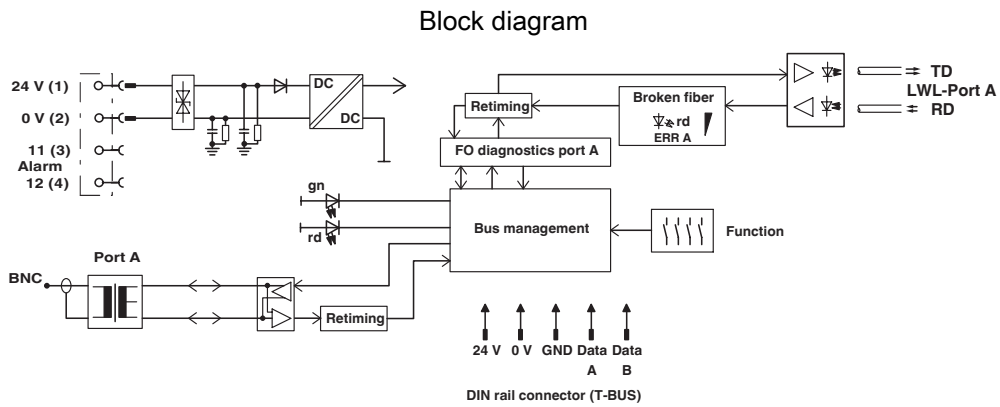 Block diagram
24 V (1)
0 V (2)
11 (3)
Alarm
12 (4)
DC
DC
Retiming
Broken fiber
rd
ERR A
TD
LWL-Port A
RD
FO diagnostics port A
gn
rd
Bus management
Function
Port A
BNC
Retiming
24 V 0 V GND Data Data
A B
DIN rail connector (T-BUS)